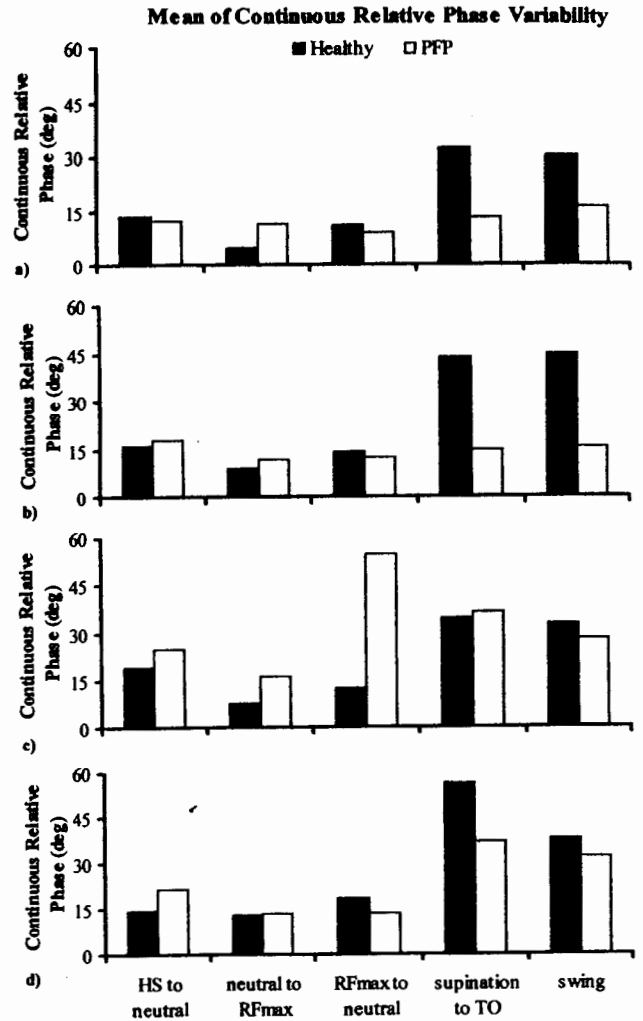 Mean of Continuous Relative Phase Variability
Healthy PFP
Continuous Relative
Phase (deg)
60
45
30
15
0
a)
Continuous Relative
Phase (deg)
60
45
30
15
0
b)
Continuous Relative
Phase (deg)
60
45
30
15
0
c)
Continuous Relative
Phase (deg)
60
45
30
15
0
d)
HS to
neutral
neutral to
RFmax
RFmax to
neutral
supination
to TO
swing